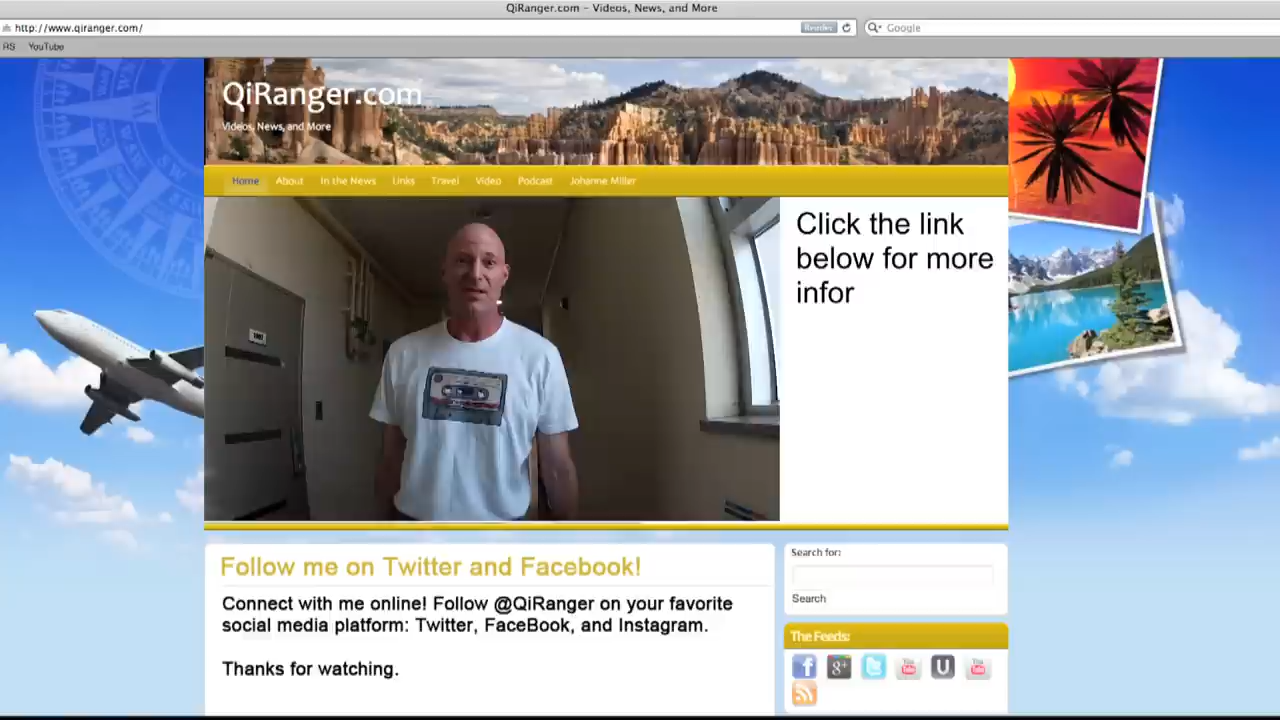 QiRanger.com - Videos, News, and More
http://www.qiranger.com/
Reader
Google
RS YouTube
QiRanger.com
Videos, News, and More
Home About In the News Links Travel Video Podcast Johanne Miller
Click the link
below for more
infor
Follow me on Twitter and Facebook!
Connect with me online! Follow @QiRanger on your favorite
social media platform: Twitter, FaceBook, and Instagram.
Thanks for watching.
Search for:
Search
The Feeds: